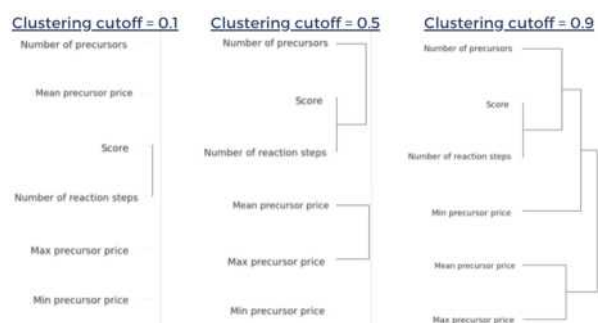 Clustering cutoff = 0.1
Number of precursors
Mean precursor price
Score
Number of reaction steps
Max precursor price
Min precursor price
Clustering cutoff = 0.5
Number of precursors
Score
Number of reaction steps
Mean precursor price
Max precursor price
Min precursor price
Clustering cutoff = 0.9
Number of precursors
Score
Number of reaction steps
Min precursor price
Mean precursor price
Max precursor price